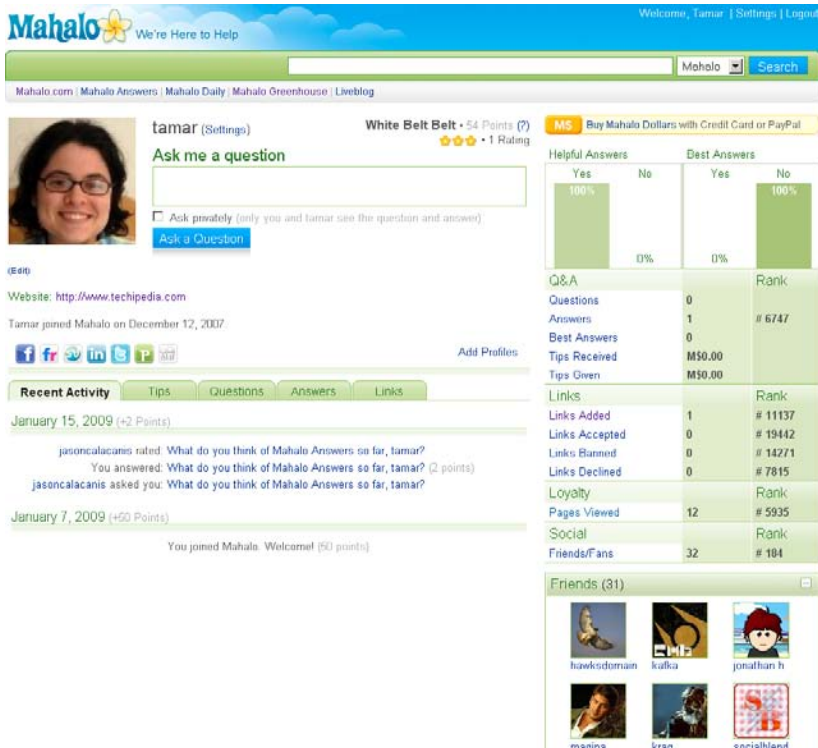 Mahalo We're Here to Help
Welcome, Tamar | Settings | Logout
Mahalo Search
Mahalo.com | Mahalo Answers | Mahalo Daily | Mahalo Greenhouse | Liveblog
tamar (Settings)
White Belt Belt • 54 Points (?)
• 1 Rating
Ask me a question
Ask privately (only you and tamar see the question and answer)
Ask a Question
(Edit)
Website: http://www.techipedia.com
Tamar joined Mahalo on December 12, 2007
Add Profiles
Recent Activity Tips Questions Answers Links
January 15, 2009 (+2 Points)
jasoncalacanis rated: What do you think of Mahalo Answers so far, tamar?
You answered: What do you think of Mahalo Answers so far, tamar? (2 points)
jasoncalacanis asked you: What do you think of Mahalo Answers so far, tamar?
January 7, 2009 (+50 Points)
You joined Mahalo. Welcome! (50 points)
M$ Buy Mahalo Dollars with Credit Card or PayPal
Helpful Answers Best Answers
Yes No Yes No
100% 100%
0% 0%
Q&A Rank
Questions 0
Answers 1 # 6747
Best Answers 0
Tips Received M$0.00
Tips Given M$0.00
Links Rank
Links Added 1 # 11137
Links Accepted 0 # 19442
Links Banned 0 # 14271
Links Declined 0 # 7815
Loyalty Rank
Pages Viewed 12 # 5935
Social Rank
Friends/Fans 32 # 184
Friends (31)
hawksdomain kafka jonathan h
magina krag socialblend